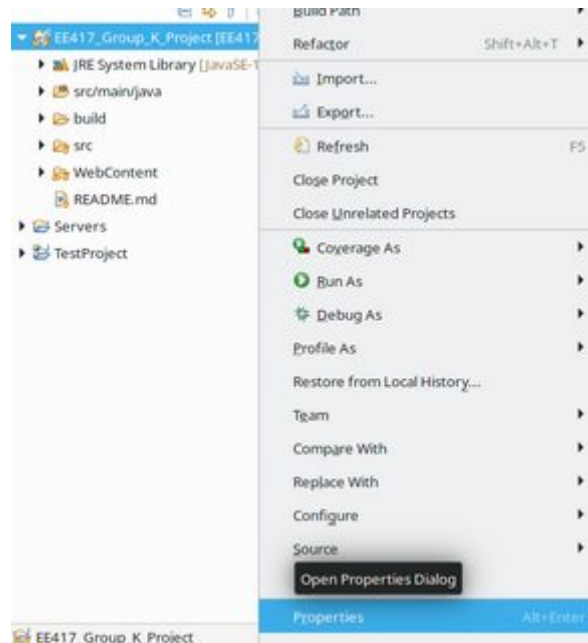 Build Path
EE417_Group_K_Project [EE417
Refactor Shift+Alt+T
JRE System Library [JavaSE-1
Import...
src/main/java
Export...
build
src
Refresh F5
WebContent
Close Project
README.md
Close Unrelated Projects
Servers
TestProject
Coverage As
Run As
Debug As
Profile As
Restore from Local History...
Team
Compare With
Replace With
Configure
Source
Open Properties Dialog
Properties Alt+Enter
EE417_Group_K_Project